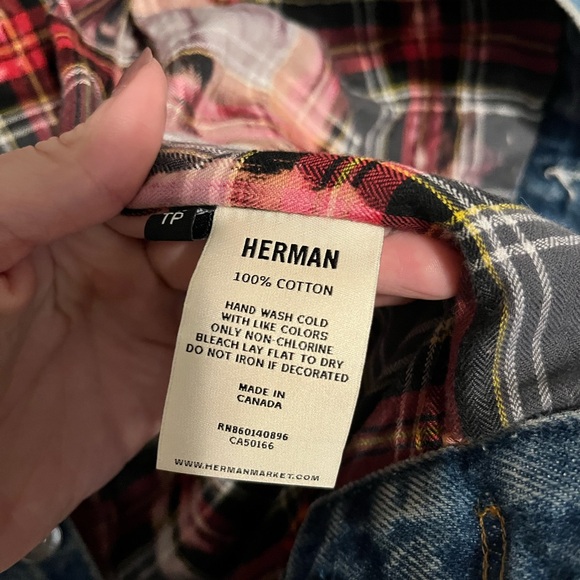 TP
HERMAN
100% COTTON
HAND WASH COLD
WITH LIKE COLORS
ONLY NON-CHLORINE
BLEACH LAY FLAT TO DRY
DO NOT IRON IF DECORATED
MADE IN
CANADA
RN860140896
CA50166
WWW.HERMANMARKET.COM